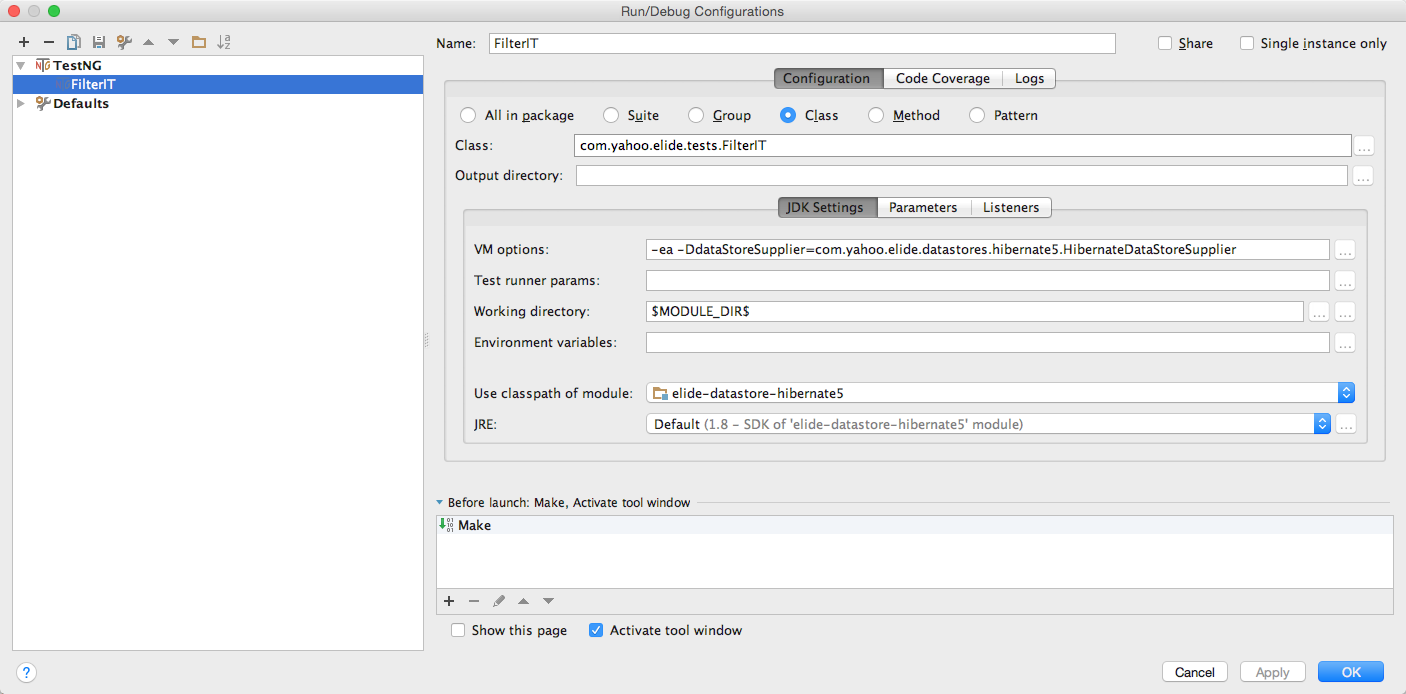 Run/Debug Configurations
Name: FilterIT Share Single instance only
TestNG
FilterIT
Defaults
Configuration Code Coverage Logs
All in package Suite Group Class Method Pattern
Class: com.yahoo.elide.tests.FilterIT ...
Output directory: ...
JDK Settings Parameters Listeners
VM options: -ea -DdataStoreSupplier=com.yahoo.elide.datastores.hibernate5.HibernateDataStoreSupplier ...
Test runner params: ...
Working directory: $MODULE_DIR$ ... ...
Environment variables: ...
Use classpath of module: elide-datastore-hibernate5
JRE: Default (1.8 - SDK of 'elide-datastore-hibernate5' module) ...
Before launch: Make, Activate tool window
Make
Show this page Activate tool window
? Cancel Apply OK